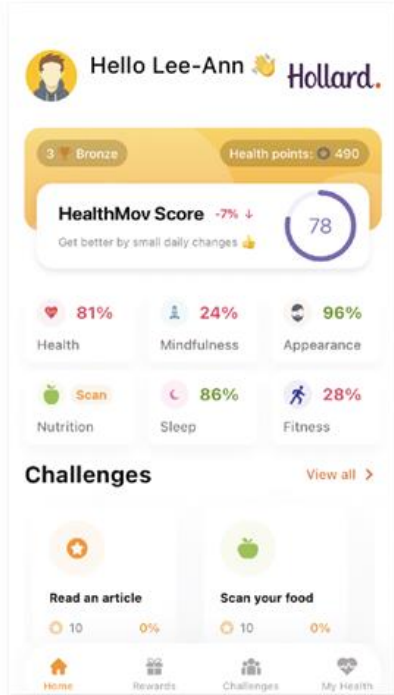 Hello Lee-Ann 👋
Hollard.
3 🏆 Bronze
Health points: 490
HealthMov Score -7% ↓
78
Get better by small daily changes 👍
81% 24% 96%
Health Mindfulness Appearance
Scan 86% 28%
Nutrition Sleep Fitness
Challenges
View all >
Read an article Scan your food
10 0% 10 0%
Home Rewards Challenges My Health